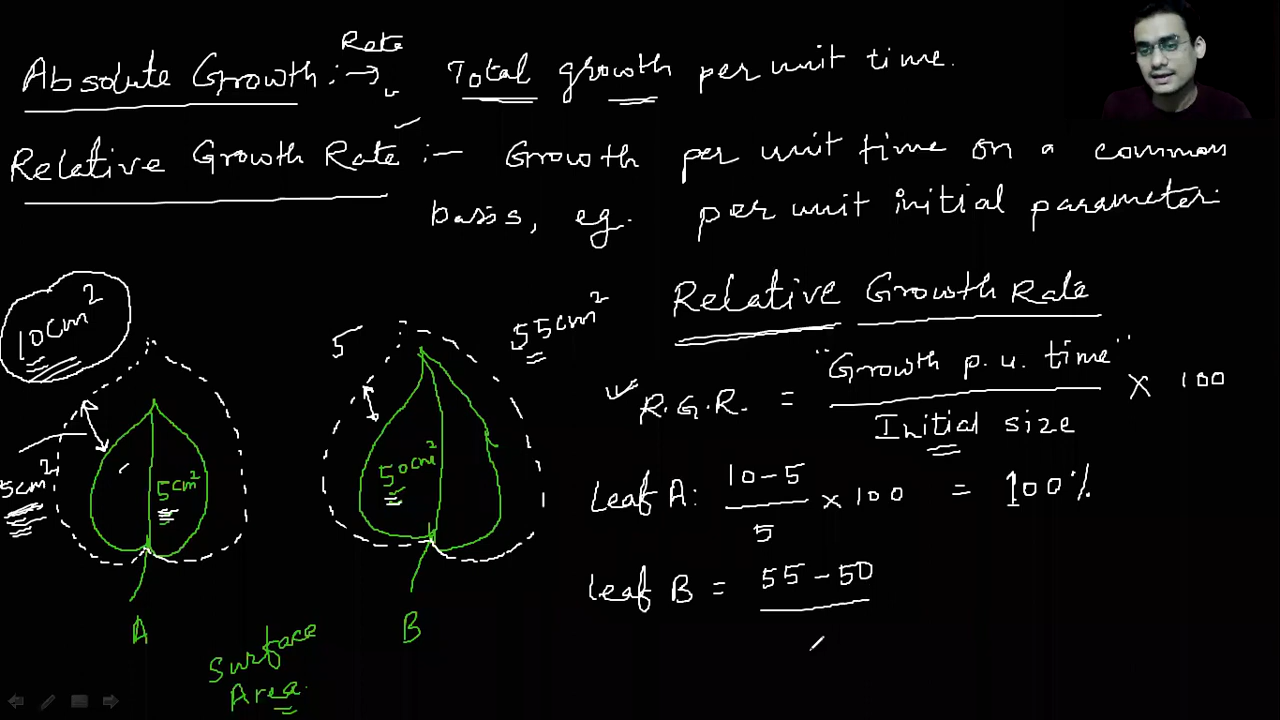 Rate
Absolute Growth :→ Total growth per unit time.
Relative Growth Rate :- Growth per unit time on a common
basis, eg. per unit initial parameter.
Relative Growth Rate
10cm²
5
55cm²
R.G.R. = "Growth p.u. time" / Initial size × 100
5cm²
5cm²
50cm²
Leaf A: 10-5 / 5 × 100 = 100%
Leaf B = 55-50
A
B
Surface
Area